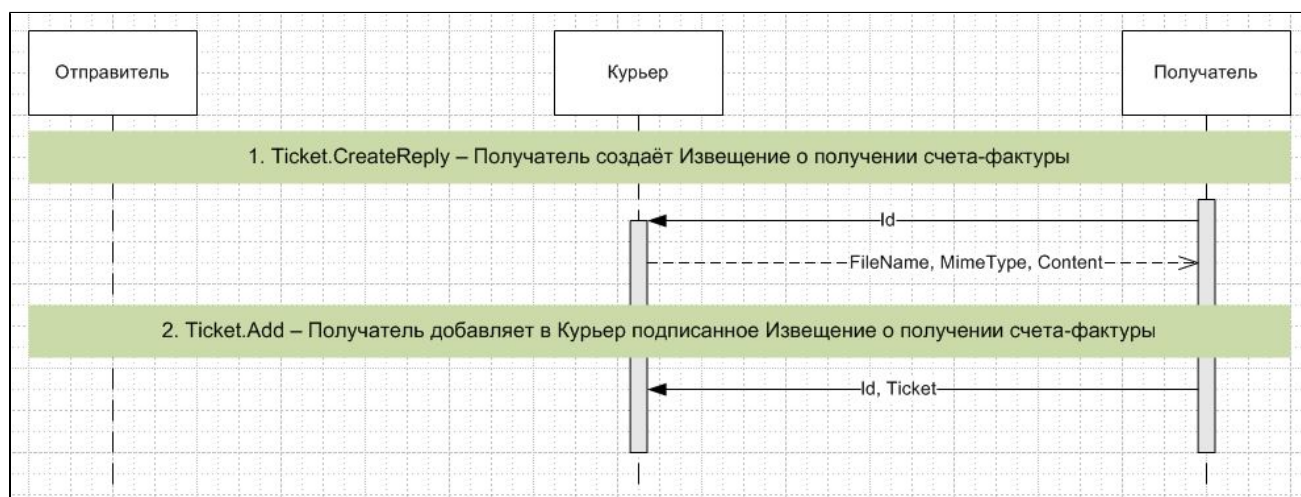 Отправитель
Курьер
Получатель
1. Ticket.CreateReply – Получатель создаёт Извещение о получении счета-фактуры
Id
FileName, MimeType, Content
2. Ticket.Add – Получатель добавляет в Курьер подписанное Извещение о получении счета-фактуры
Id, Ticket